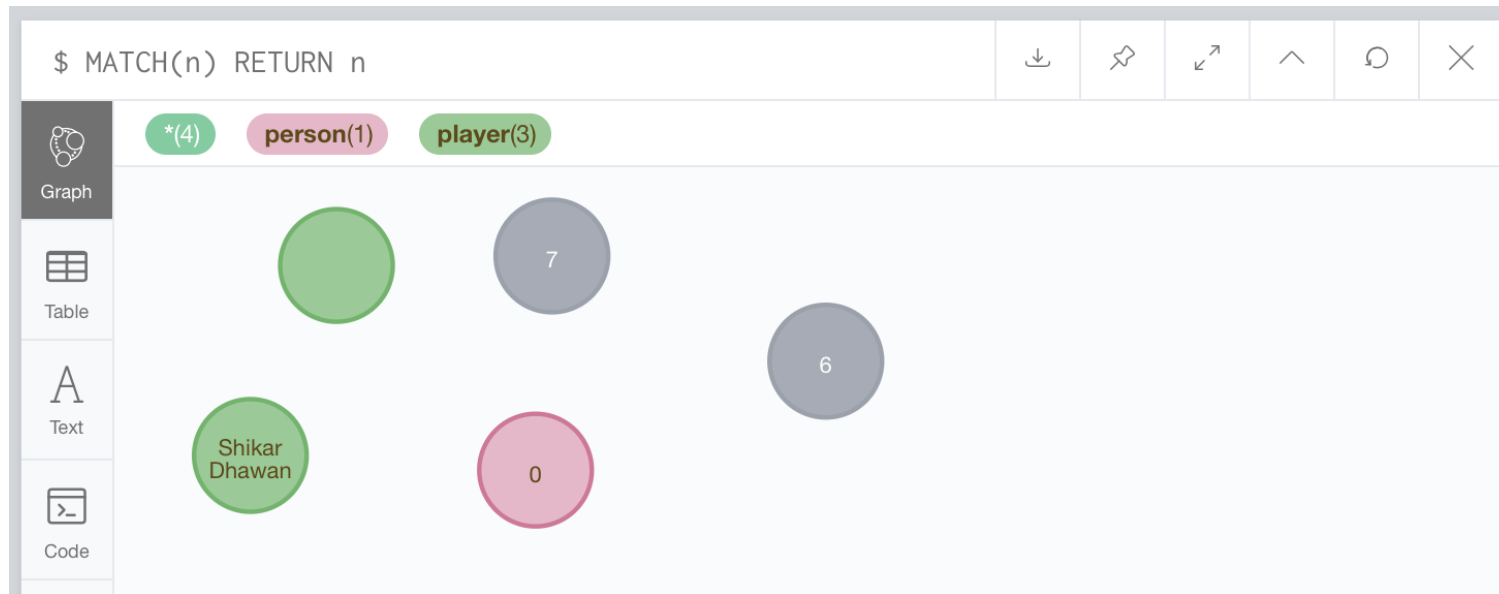 $ MATCH(n) RETURN n
*(4) person(1) player(3)
Graph
Table
Text
Code
7
6
Shikar
Dhawan
0